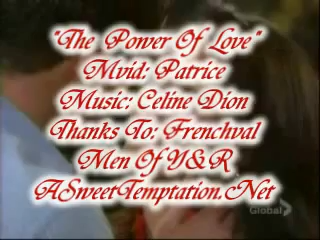 "The Power Of Love"
Mvid: Patrice
Music: Celine Dion
Thanks To: Frenchval
Men Of Y&R
ASweetTemptation.Net
Global